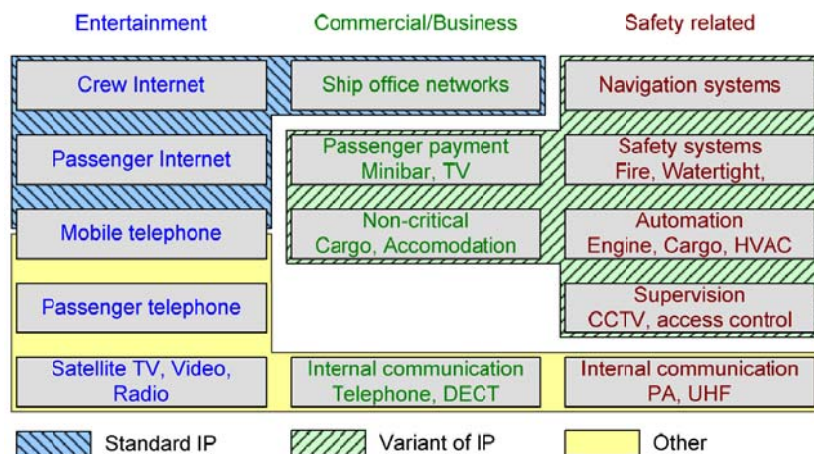 Entertainment
Commercial/Business
Safety related
Crew Internet
Ship office networks
Navigation systems
Passenger Internet
Passenger payment
Minibar, TV
Safety systems
Fire, Watertight,
Mobile telephone
Non-critical
Cargo, Accomodation
Automation
Engine, Cargo, HVAC
Passenger telephone
Supervision
CCTV, access control
Satellite TV, Video,
Radio
Internal communication
Telephone, DECT
Internal communication
PA, UHF
Standard IP
Variant of IP
Other